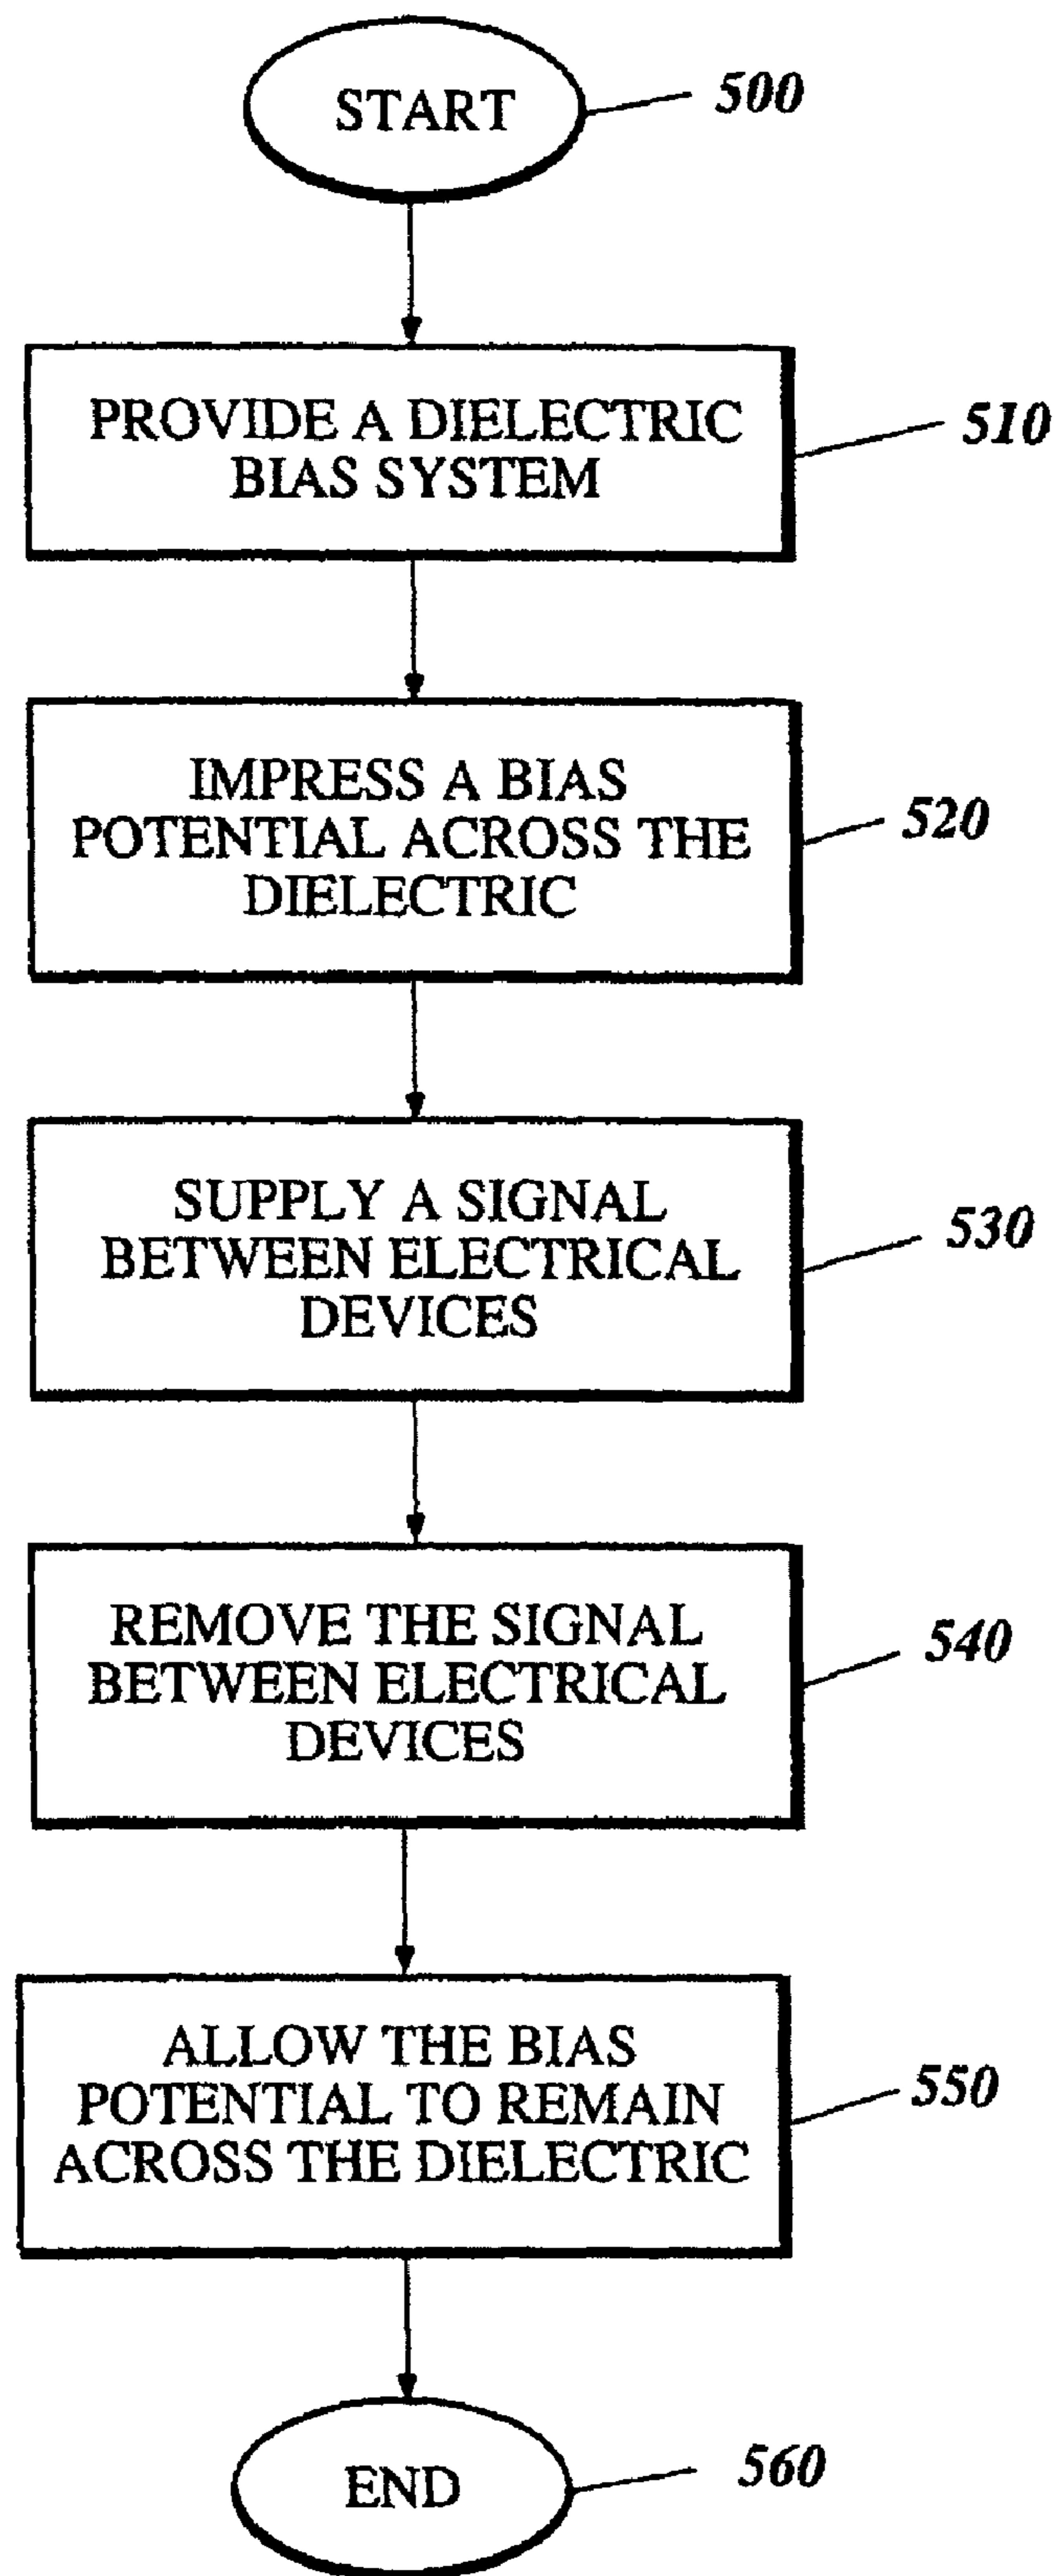 START
500
PROVIDE A DIELECTRIC
BIAS SYSTEM
510
IMPRESS A BIAS
POTENTIAL ACROSS THE
DIELECTRIC
520
SUPPLY A SIGNAL
BETWEEN ELECTRICAL
DEVICES
530
REMOVE THE SIGNAL
BETWEEN ELECTRICAL
DEVICES
540
ALLOW THE BIAS
POTENTIAL TO REMAIN
ACROSS THE DIELECTRIC
550
END
560